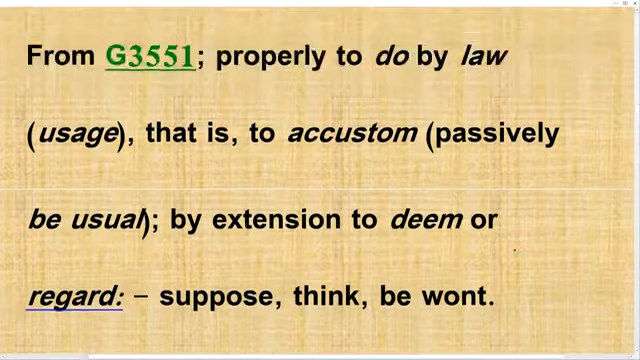 From G3551; properly to do by law
(usage), that is, to accustom (passively
be usual); by extension to deem or
regard: – suppose, think, be wont.